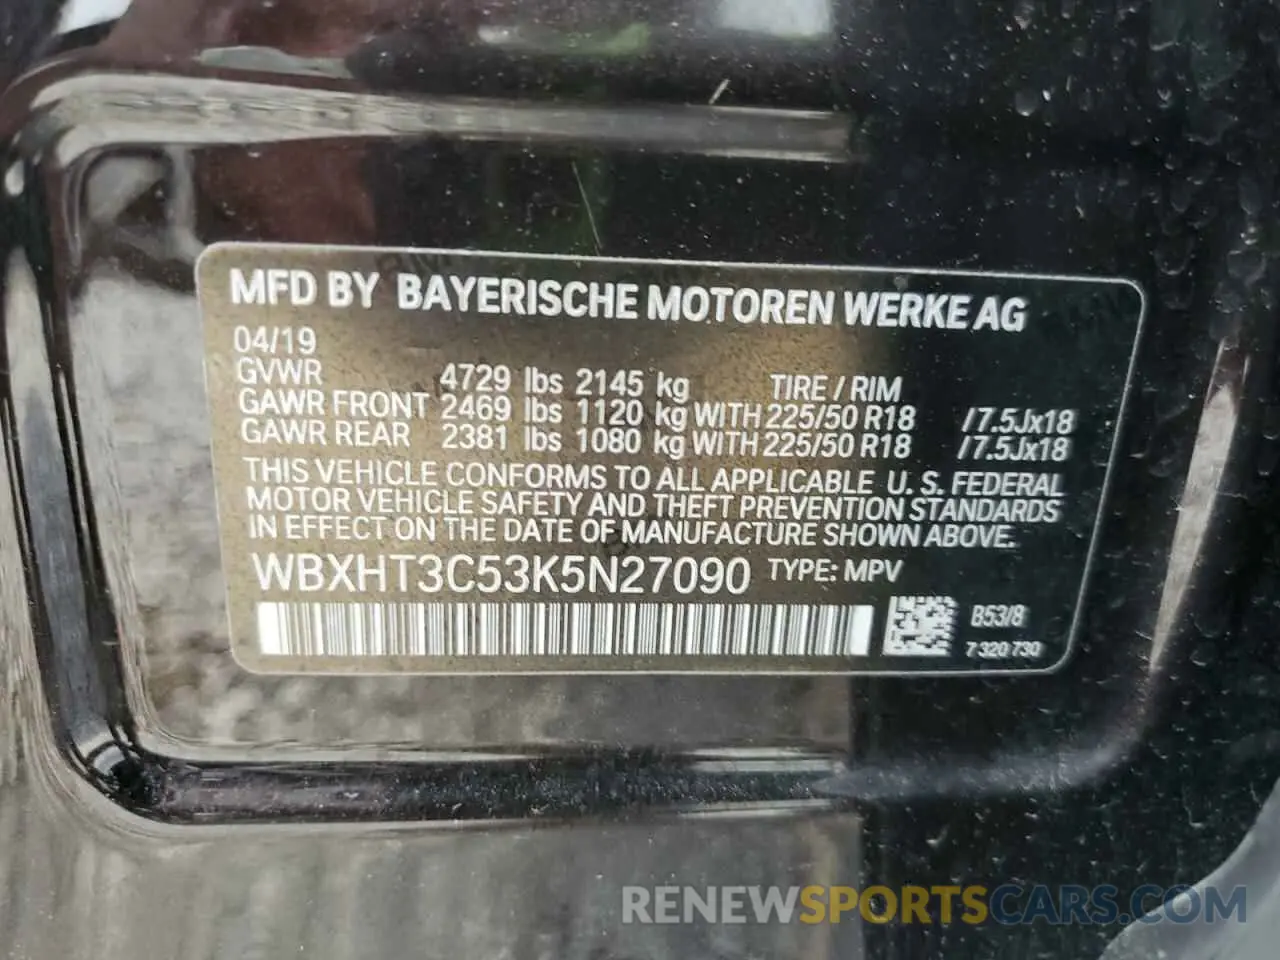 MFD BY BAYERISCHE MOTOREN WERKE AG
04/19
GVWR 4729 lbs 2145 kg TIRE / RIM
GAWR FRONT 2469 lbs 1120 kg WITH 225/50 R18 /7.5Jx18
GAWR REAR 2381 lbs 1080 kg WITH 225/50 R18 /7.5Jx18
THIS VEHICLE CONFORMS TO ALL APPLICABLE U. S. FEDERAL
MOTOR VEHICLE SAFETY AND THEFT PREVENTION STANDARDS
IN EFFECT ON THE DATE OF MANUFACTURE SHOWN ABOVE.
WBXHT3C53K5N27090 TYPE: MPV
B53/8
7 320 730
RENEWSPORTSCARS.COM